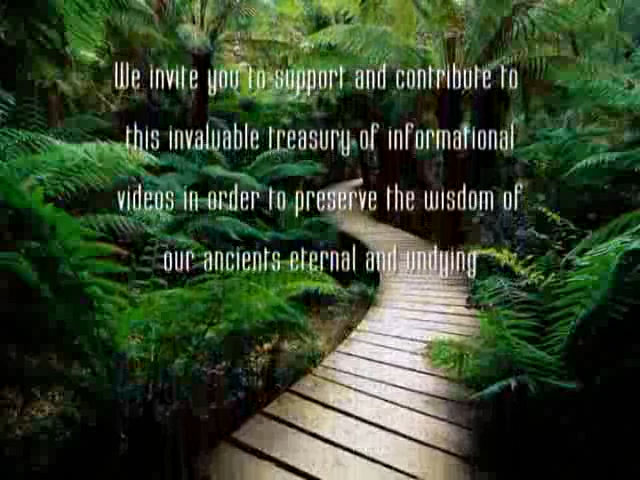 We invite you to support and contribute to
this invaluable treasury of informational
videos in order to preserve the wisdom of
our ancients eternal and undying